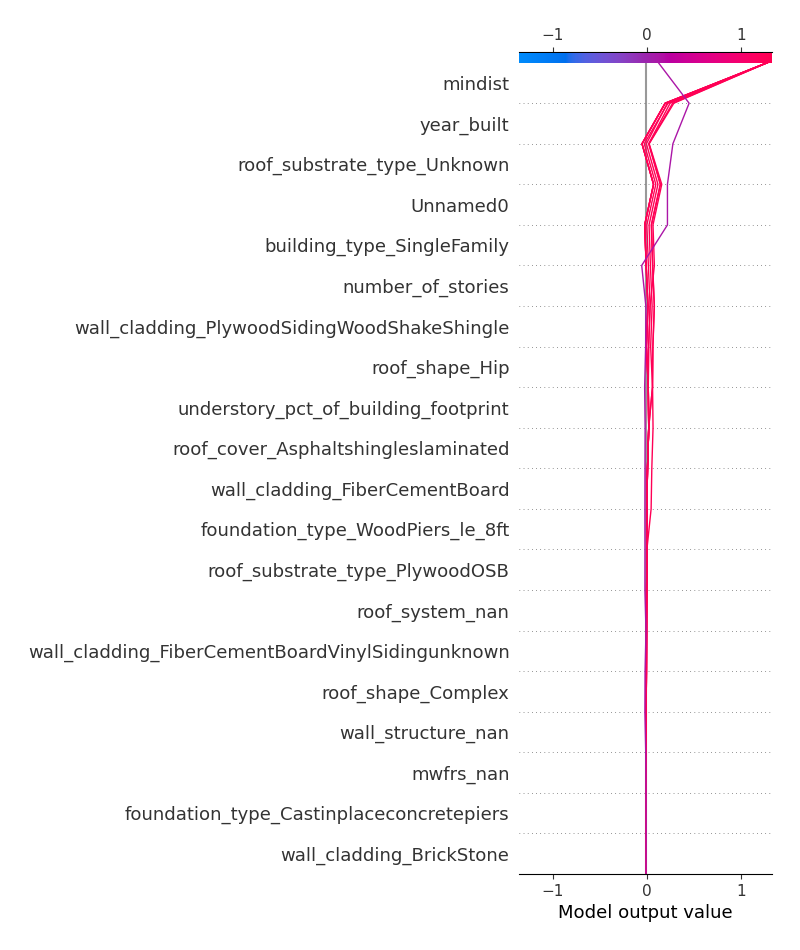 −1 0 1
mindist
year_built
roof_substrate_type_Unknown
Unnamed0
building_type_SingleFamily
number_of_stories
wall_cladding_PlywoodSidingWoodShakeShingle
roof_shape_Hip
understory_pct_of_building_footprint
roof_cover_Asphaltshingleslaminated
wall_cladding_FiberCementBoard
foundation_type_WoodPiers_le_8ft
roof_substrate_type_PlywoodOSB
roof_system_nan
wall_cladding_FiberCementBoardVinylSidingunknown
roof_shape_Complex
wall_structure_nan
mwfrs_nan
foundation_type_Castinplaceconcretepiers
wall_cladding_BrickStone
−1 0 1
Model output value